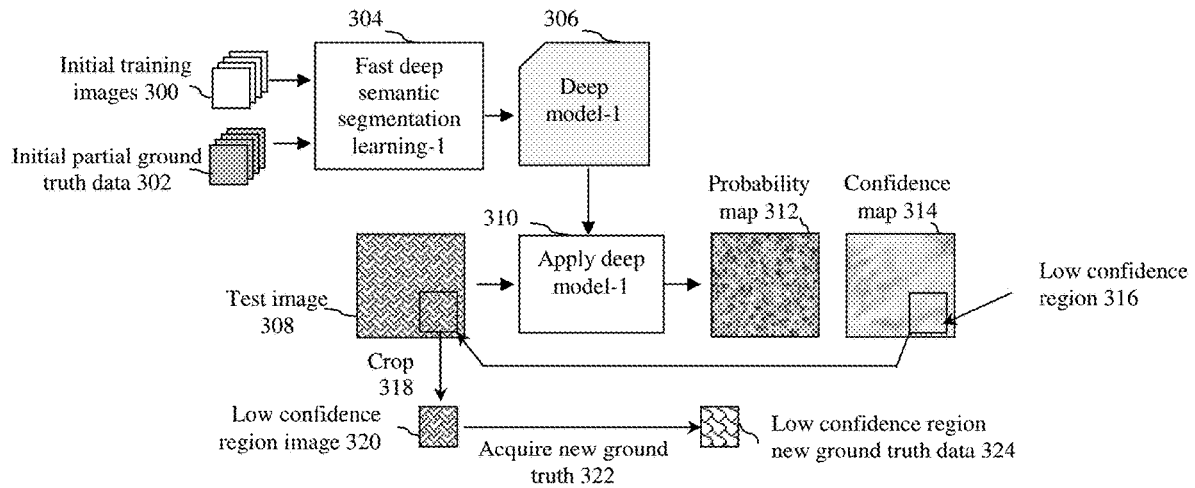 304
306
Initial training
images 300
Fast deep
semantic
segmentation
learning-1
Deep
model-1
Initial partial ground
truth data 302
Probability
map 312
Confidence
map 314
310
Apply deep
model-1
Low confidence
region 316
Test image
308
Crop
318
Low confidence
region image 320
Acquire new ground
truth 322
Low confidence region
new ground truth data 324